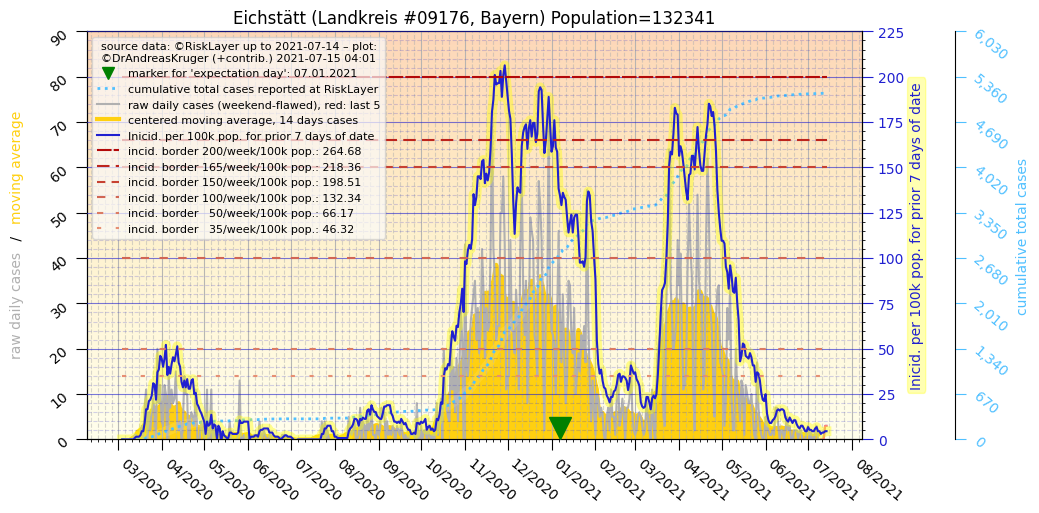 Eichstätt (Landkreis #09176, Bayern) Population=132341
source data: ©RiskLayer up to 2021-07-14 – plot:
©DrAndreasKruger (+contrib.) 2021-07-15 04:01
marker for 'expectation day': 07.01.2021
cumulative total cases reported at RiskLayer
raw daily cases (weekend-flawed), red: last 5
centered moving average, 14 days cases
Inicid. per 100k pop. for prior 7 days of date
incid. border 200/week/100k pop.: 264.68
incid. border 165/week/100k pop.: 218.36
incid. border 150/week/100k pop.: 198.51
incid. border 100/week/100k pop.: 132.34
incid. border   50/week/100k pop.: 66.17
incid. border   35/week/100k pop.: 46.32
raw daily cases   /   moving average
90
80
70
60
50
40
30
20
10
0
225
200
175
150
125
100
75
50
25
0
Inicid. per 100k pop. for prior 7 days of date
6,030
5,360
4,690
4,020
3,350
2,680
2,010
1,340
670
0
cumulative total cases
03/2020
04/2020
05/2020
06/2020
07/2020
08/2020
09/2020
10/2020
11/2020
12/2020
01/2021
02/2021
03/2021
04/2021
05/2021
06/2021
07/2021
08/2021